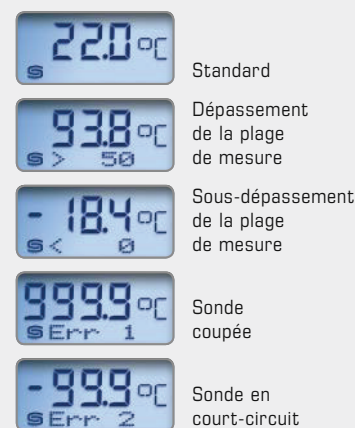 22.0 °C
S
Standard
93.8 °C
S > 50
Dépassement
de la plage
de mesure
- 18.4 °C
S < 0
Sous-dépassement
de la plage
de mesure
999.9 °C
S Err 1
Sonde
coupée
- 99.9 °C
S Err 2
Sonde en
court-circuit